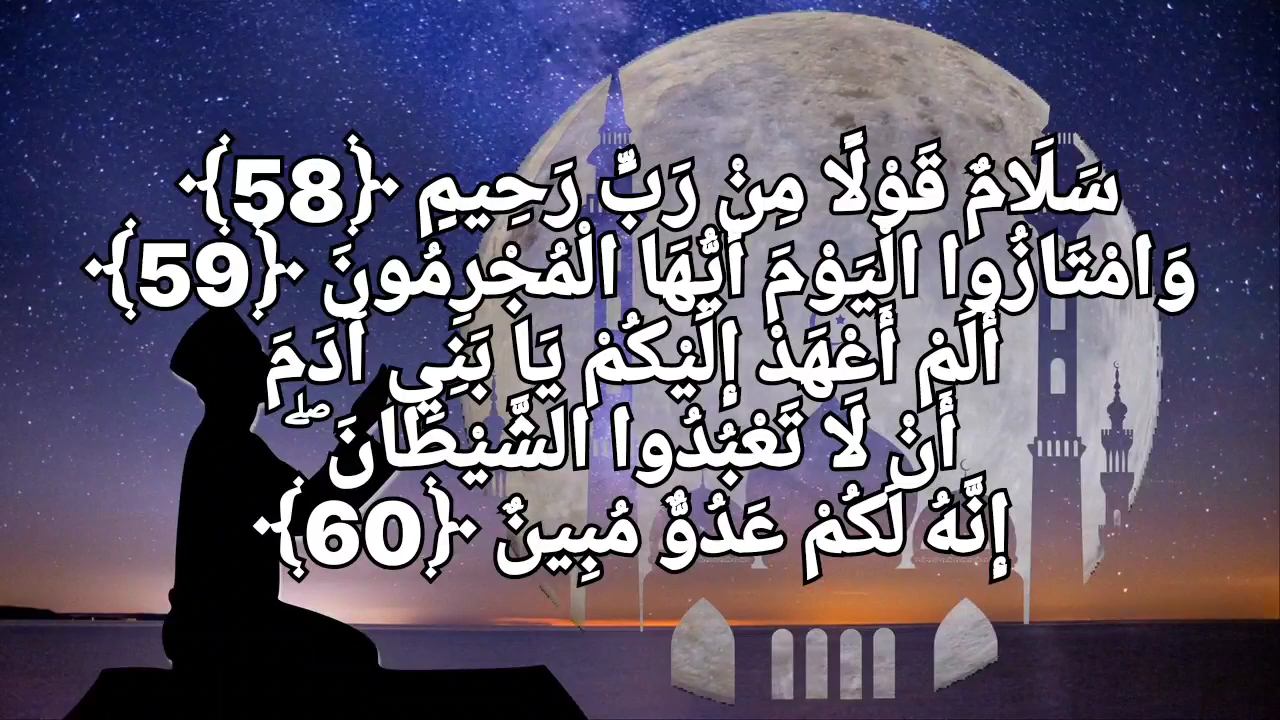 سَلَامٌ قَوْلًا مِنْ رَبٍّ رَحِيمٍ ﴿58﴾
وَامْتَازُوا الْيَوْمَ أَيُّهَا الْمُجْرِمُونَ ﴿59﴾
أَلَمْ أَعْهَدْ إِلَيْكُمْ يَا بَنِي آدَمَ
أَنْ لَا تَعْبُدُوا الشَّيْطَانَ ۖ
إِنَّهُ لَكُمْ عَدُوٌّ مُبِينٌ ﴿60﴾